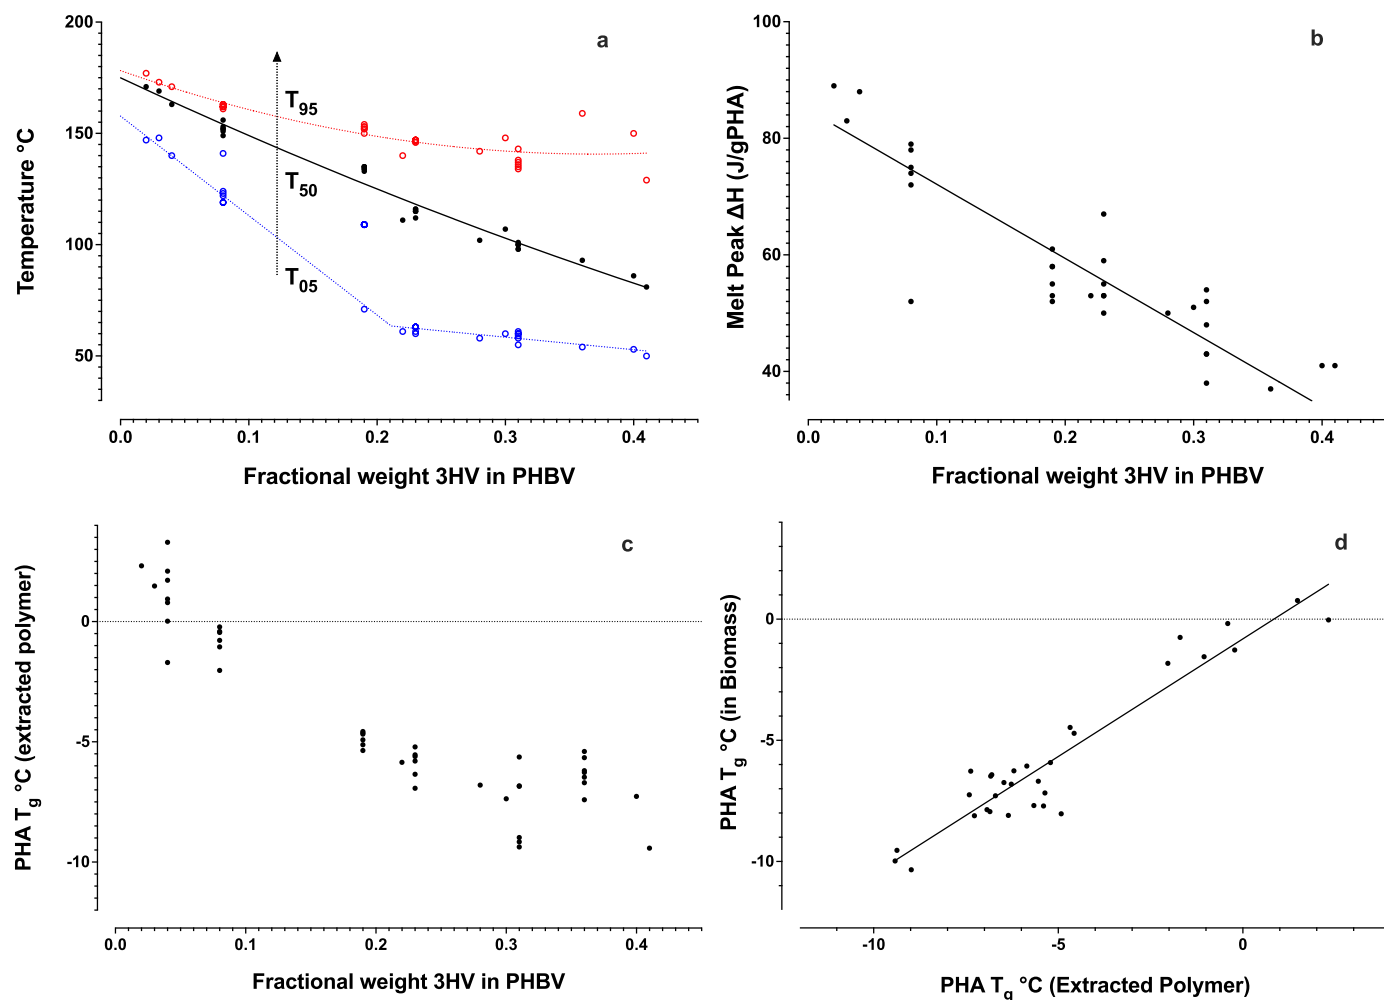 200
150
100
50
Temperature °C
a
T95
T50
T05
0.0 0.1 0.2 0.3 0.4
Fractional weight 3HV in PHBV
100
80
60
40
Melt Peak ΔH (J/gPHA)
b
0.0 0.1 0.2 0.3 0.4
Fractional weight 3HV in PHBV
0
-5
-10
PHA Tg °C (extracted polymer)
c
0.0 0.1 0.2 0.3 0.4
Fractional weight 3HV in PHBV
0
-5
-10
PHA Tg °C (in Biomass)
d
-10 -5 0
PHA Tg °C (Extracted Polymer)